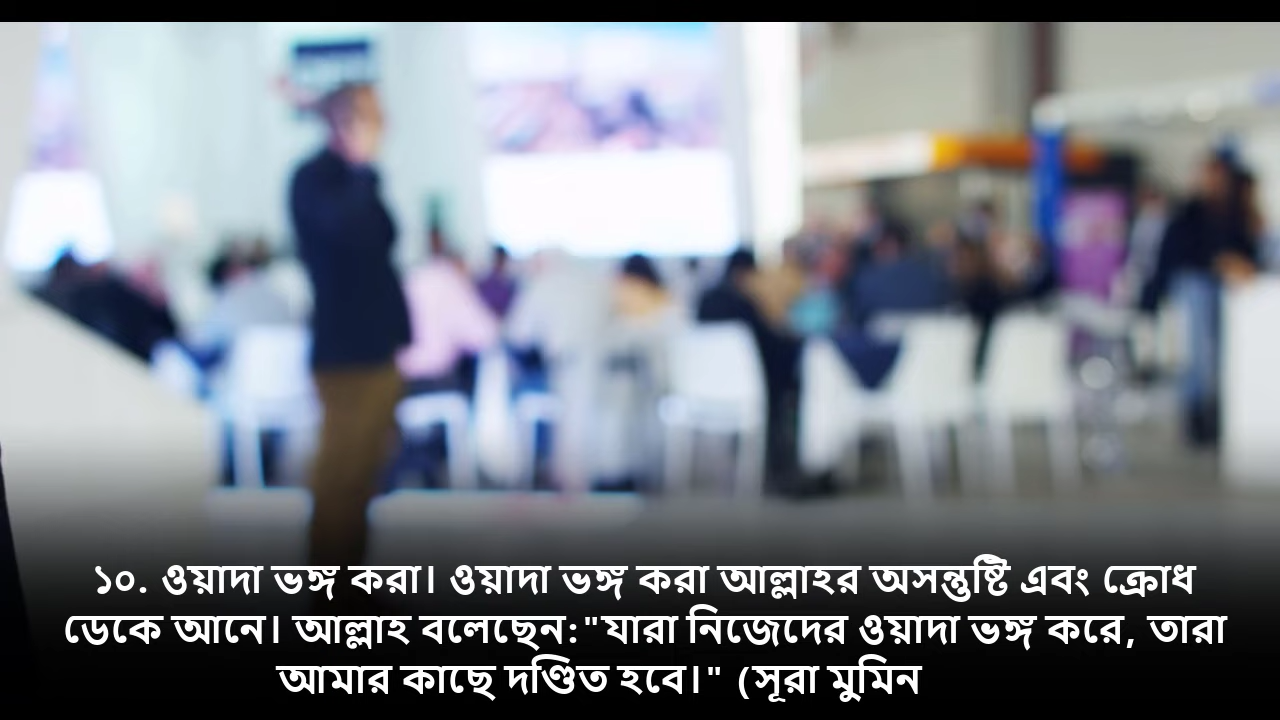 ১০. ওয়াদা ভঙ্গ করা। ওয়াদা ভঙ্গ করা আল্লাহর অসন্তুষ্টি এবং ক্রোধ
ডেকে আনে। আল্লাহ বলেছেন:"যারা নিজেদের ওয়াদা ভঙ্গ করে, তারা
আমার কাছে দণ্ডিত হবে।" (সূরা মুমিন